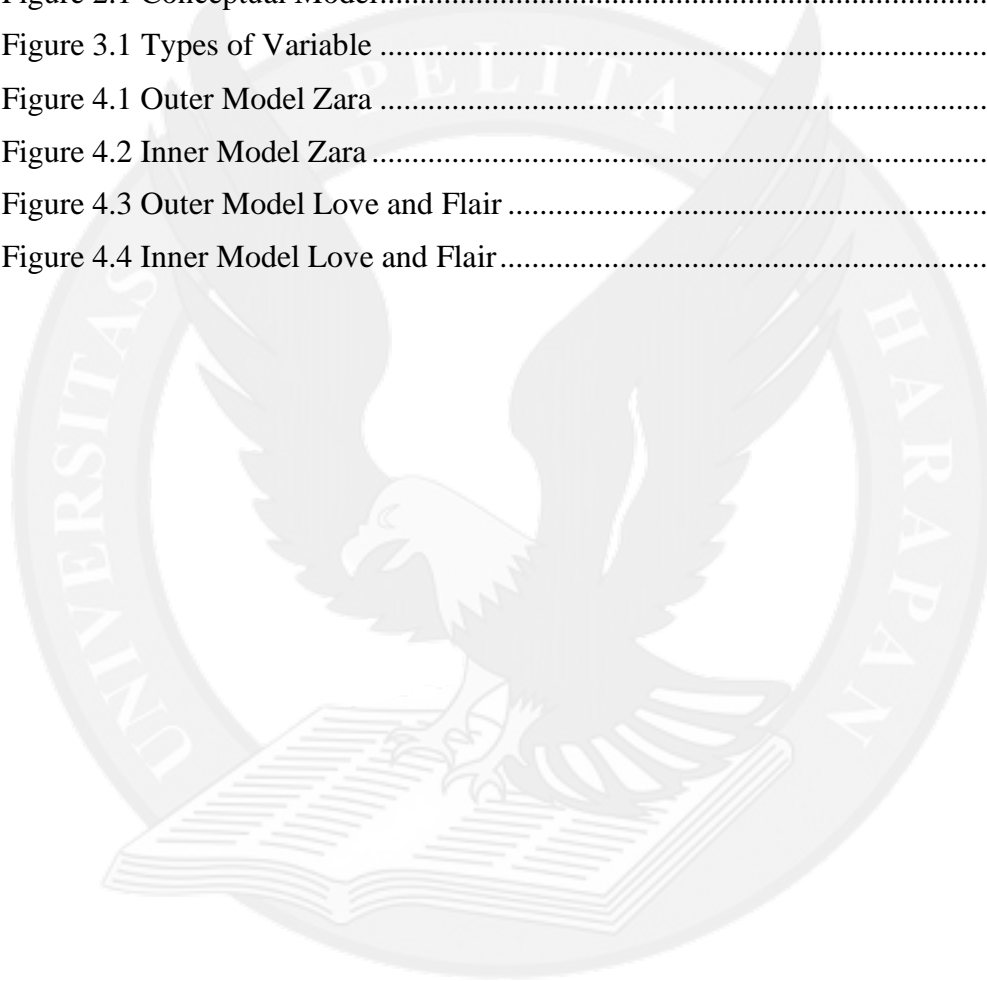 Figure 2.1 Conceptual Model............................................................................
Figure 3.1 Types of Variable ............................................................................
Figure 4.1 Outer Model Zara ............................................................................
Figure 4.2 Inner Model Zara .............................................................................
Figure 4.3 Outer Model Love and Flair ............................................................
Figure 4.4 Inner Model Love and Flair.............................................................
UNIVERSITAS PELITA HARAPAN